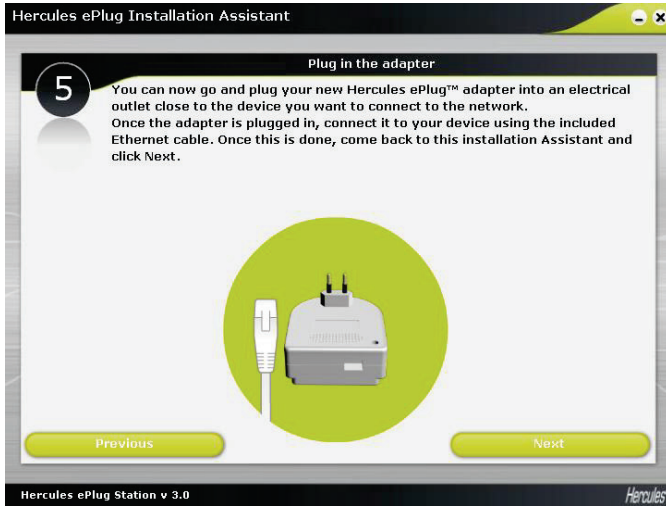 Hercules ePlug Installation Assistant
Plug in the adapter
5
You can now go and plug your new Hercules ePlug™ adapter into an electrical
outlet close to the device you want to connect to the network.
Once the adapter is plugged in, connect it to your device using the included
Ethernet cable. Once this is done, come back to this installation Assistant and
click Next.
Previous
Next
Hercules ePlug Station v 3.0
Hercules